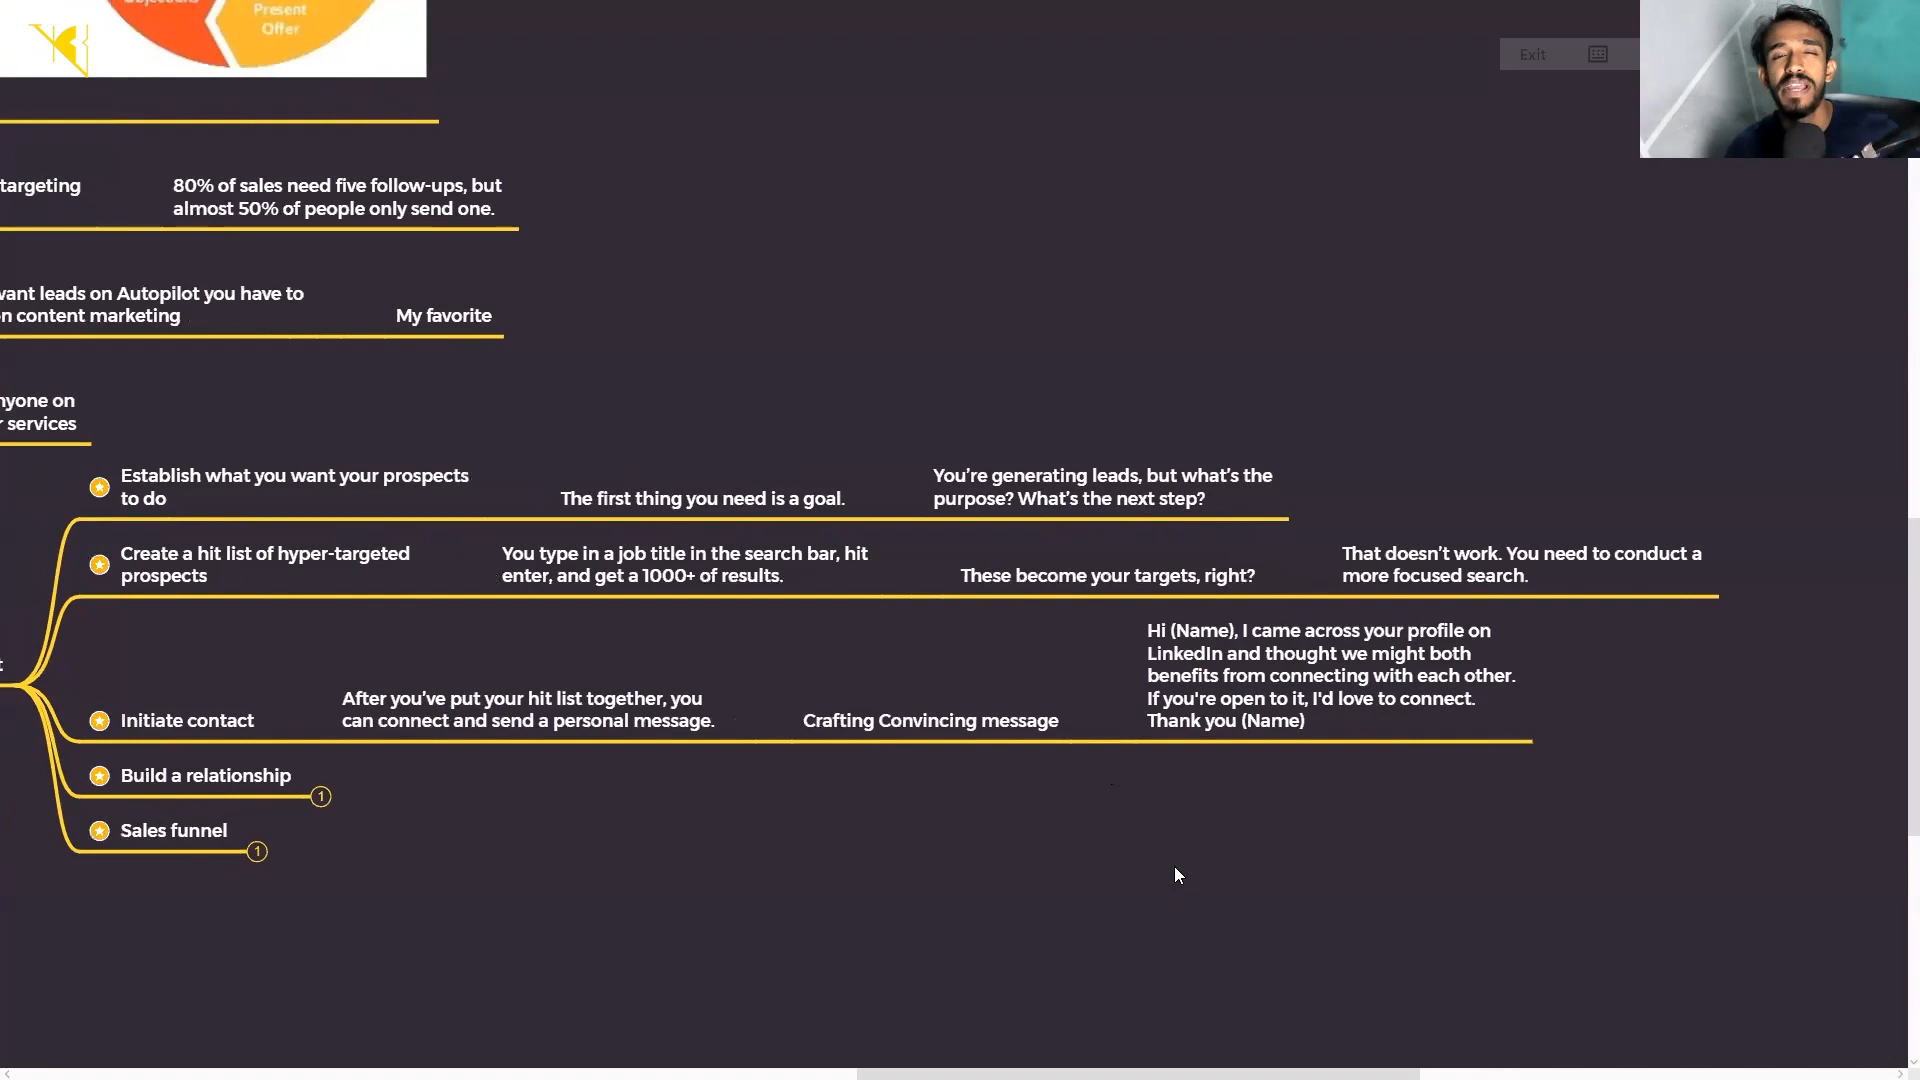 Present
Offer
Exit
targeting
80% of sales need five follow-ups, but
almost 50% of people only send one.
want leads on Autopilot you have to
n content marketing
My favorite
nyone on
r services
Establish what you want your prospects
to do
The first thing you need is a goal.
You're generating leads, but what's the
purpose? What's the next step?
Create a hit list of hyper-targeted
prospects
You type in a job title in the search bar, hit
enter, and get a 1000+ of results.
These become your targets, right?
That doesn't work. You need to conduct a
more focused search.
Initiate contact
After you've put your hit list together, you
can connect and send a personal message.
Crafting Convincing message
Hi (Name), I came across your profile on
LinkedIn and thought we might both
benefits from connecting with each other.
If you're open to it, I'd love to connect.
Thank you (Name)
t
Build a relationship
1
Sales funnel
1